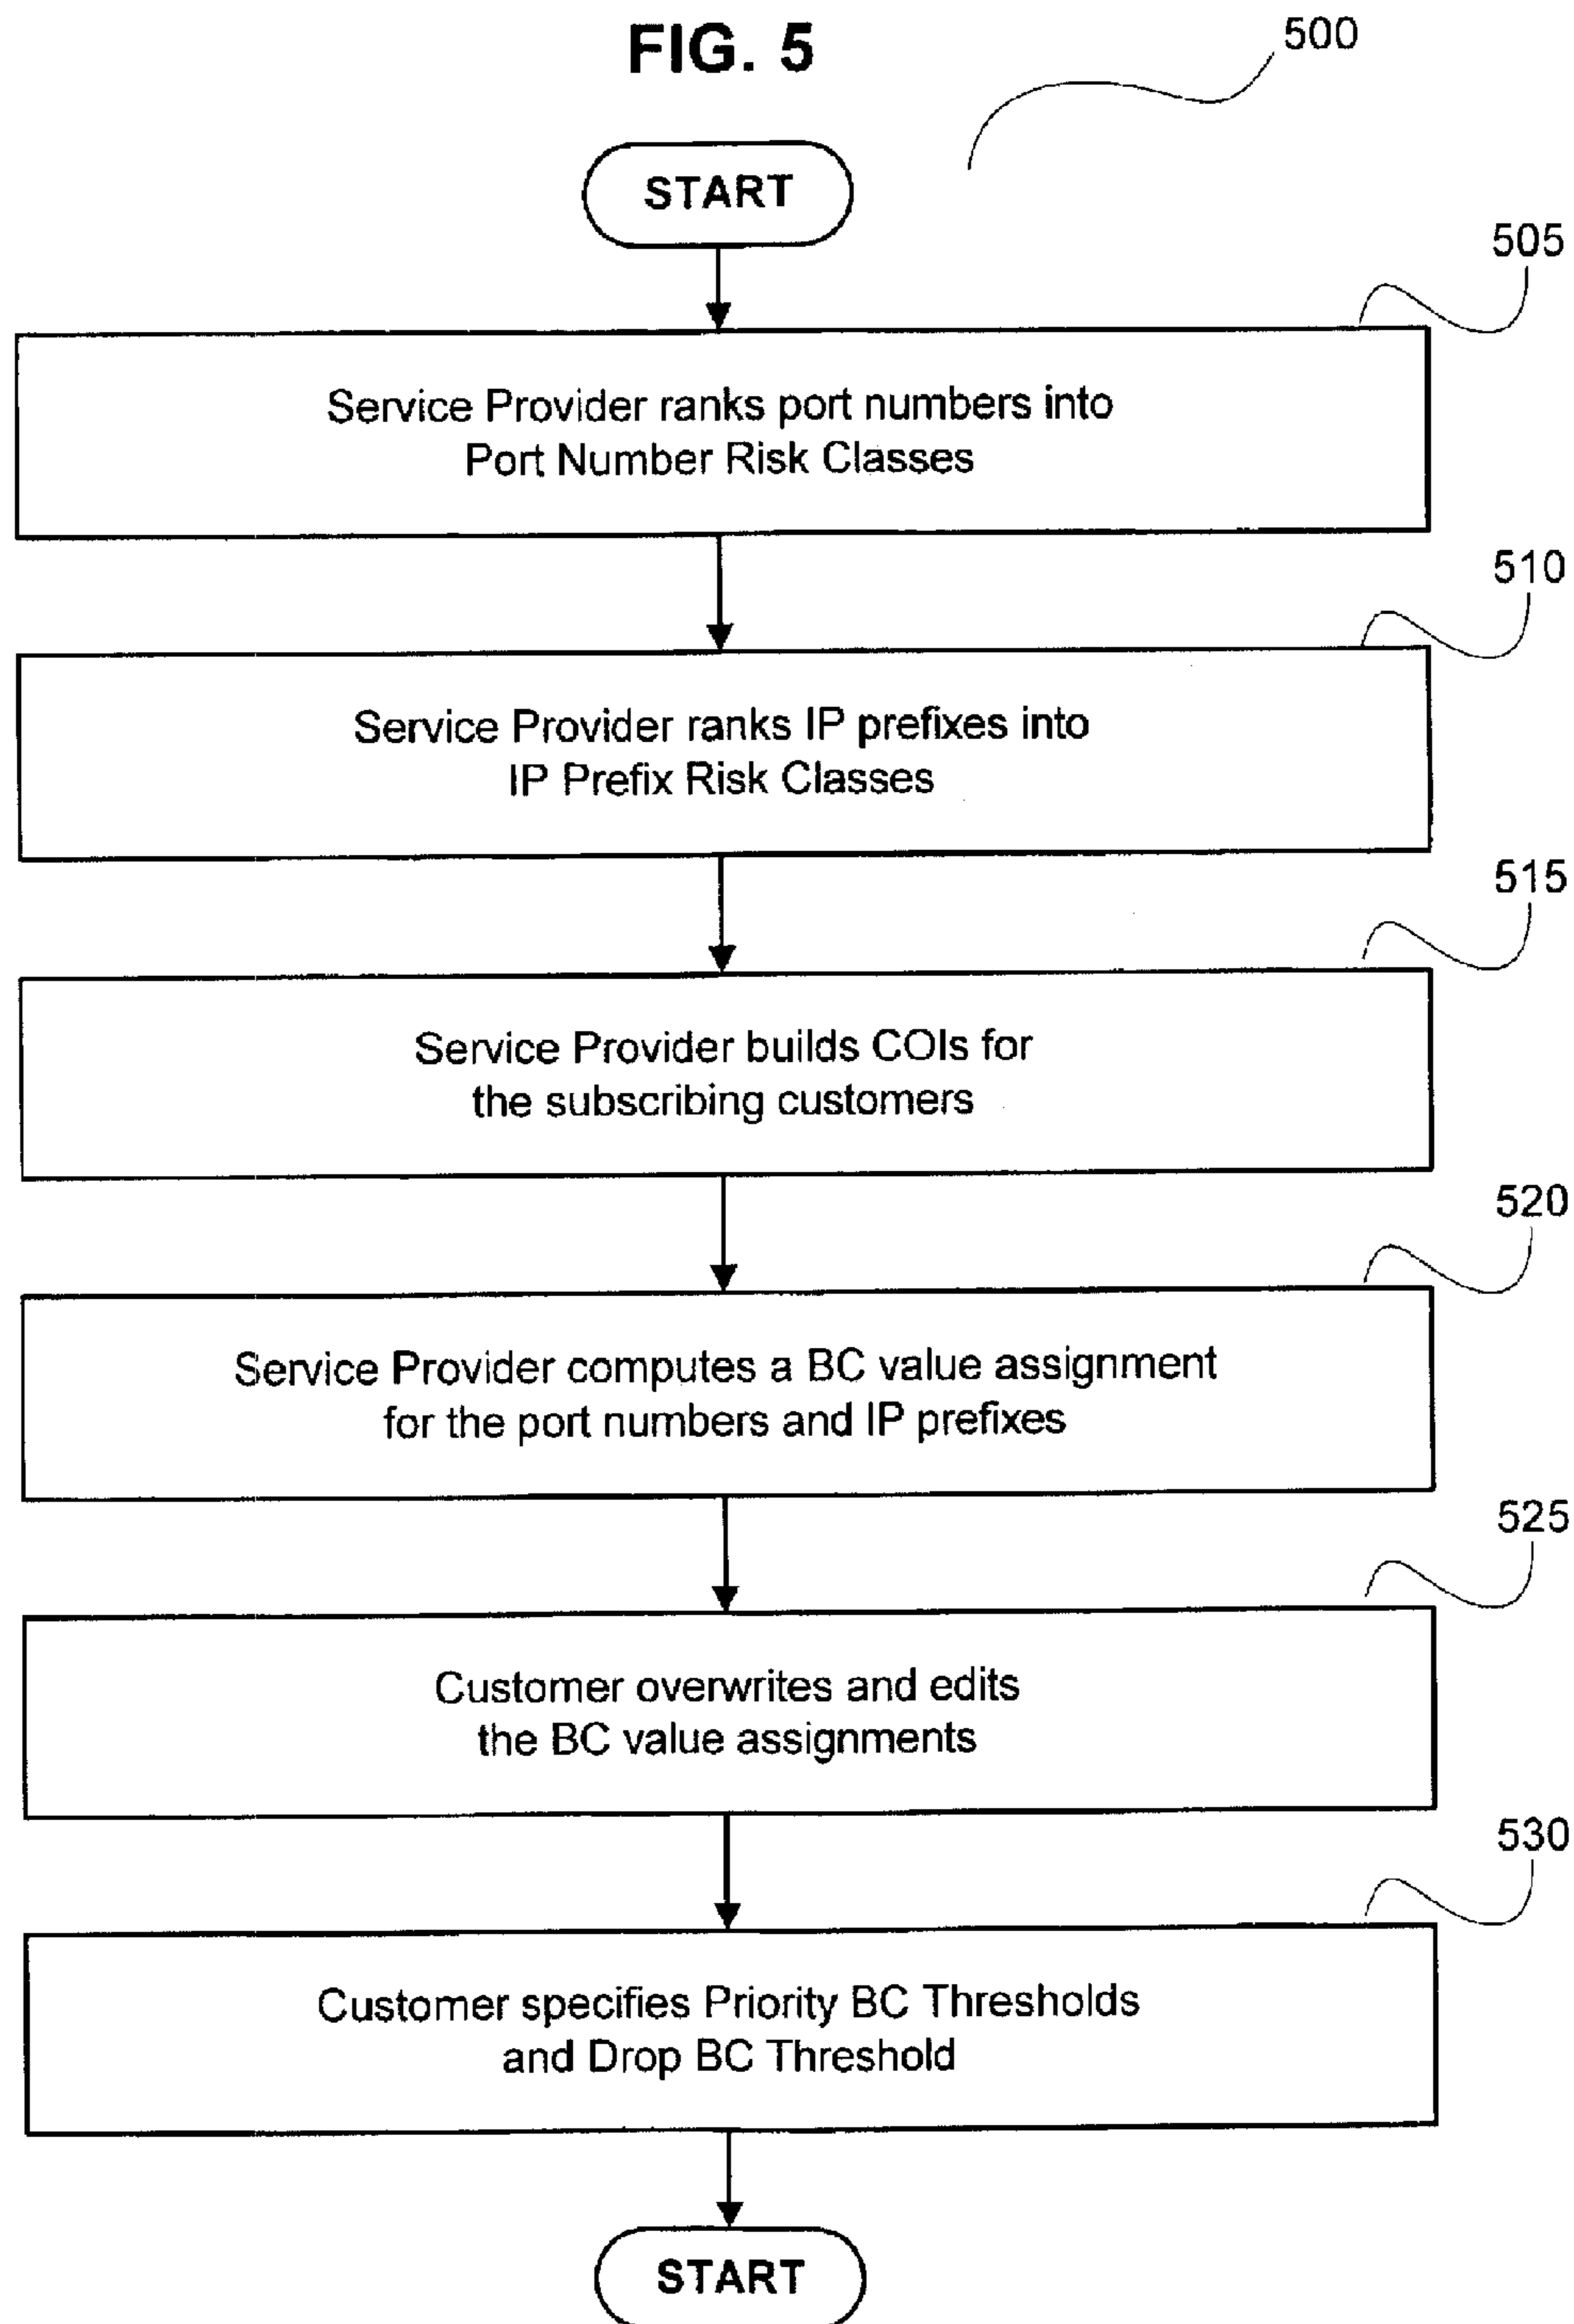 FIG. 5
500
START
505
Service Provider ranks port numbers into
Port Number Risk Classes
510
Service Provider ranks IP prefixes into
IP Prefix Risk Classes
515
Service Provider builds COIs for
the subscribing customers
520
Service Provider computes a BC value assignment
for the port numbers and IP prefixes
525
Customer overwrites and edits
the BC value assignments
530
Customer specifies Priority BC Thresholds
and Drop BC Threshold
START